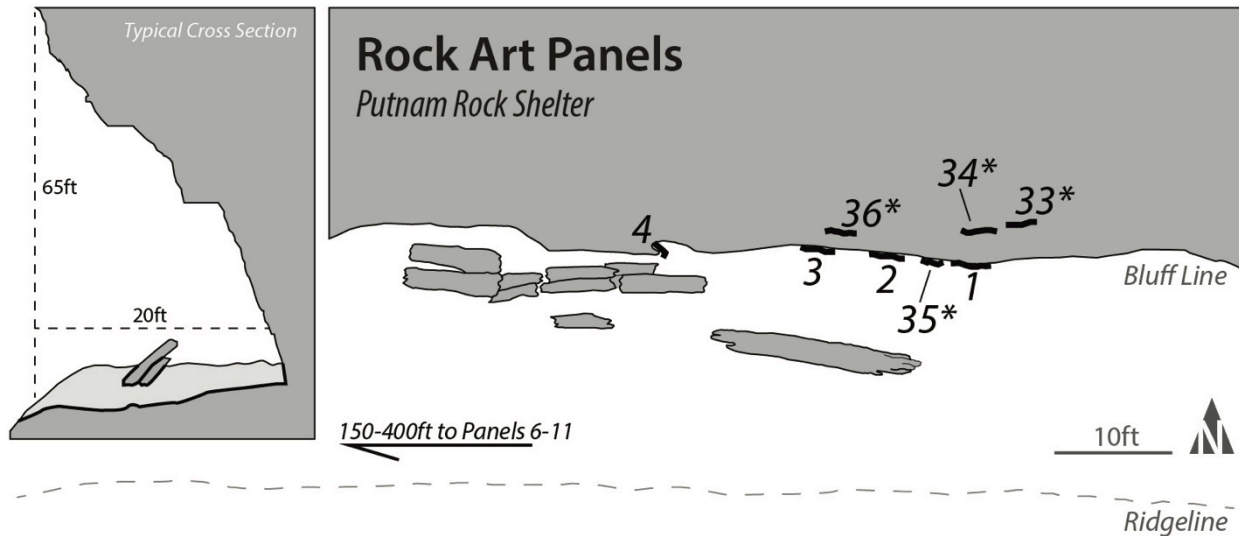 Typical Cross Section
65ft
20ft
Rock Art Panels
Putnam Rock Shelter
34*
33*
36*
4
3
2
35*
1
Bluff Line
150-400ft to Panels 6-11
10ft
N
Ridgeline